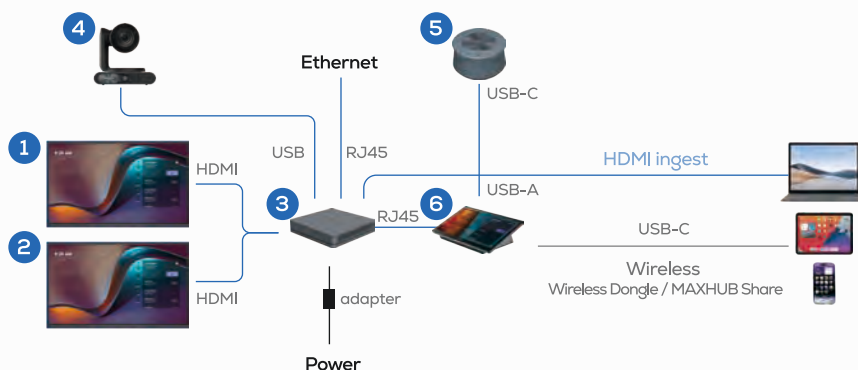 4
5
Ethernet
USB-C
1
HDMI
USB
RJ45
HDMI ingest
USB-A
3
RJ45
6
2
HDMI
USB-C
Wireless
Wireless Dongle / MAXHUB Share
adapter
Power